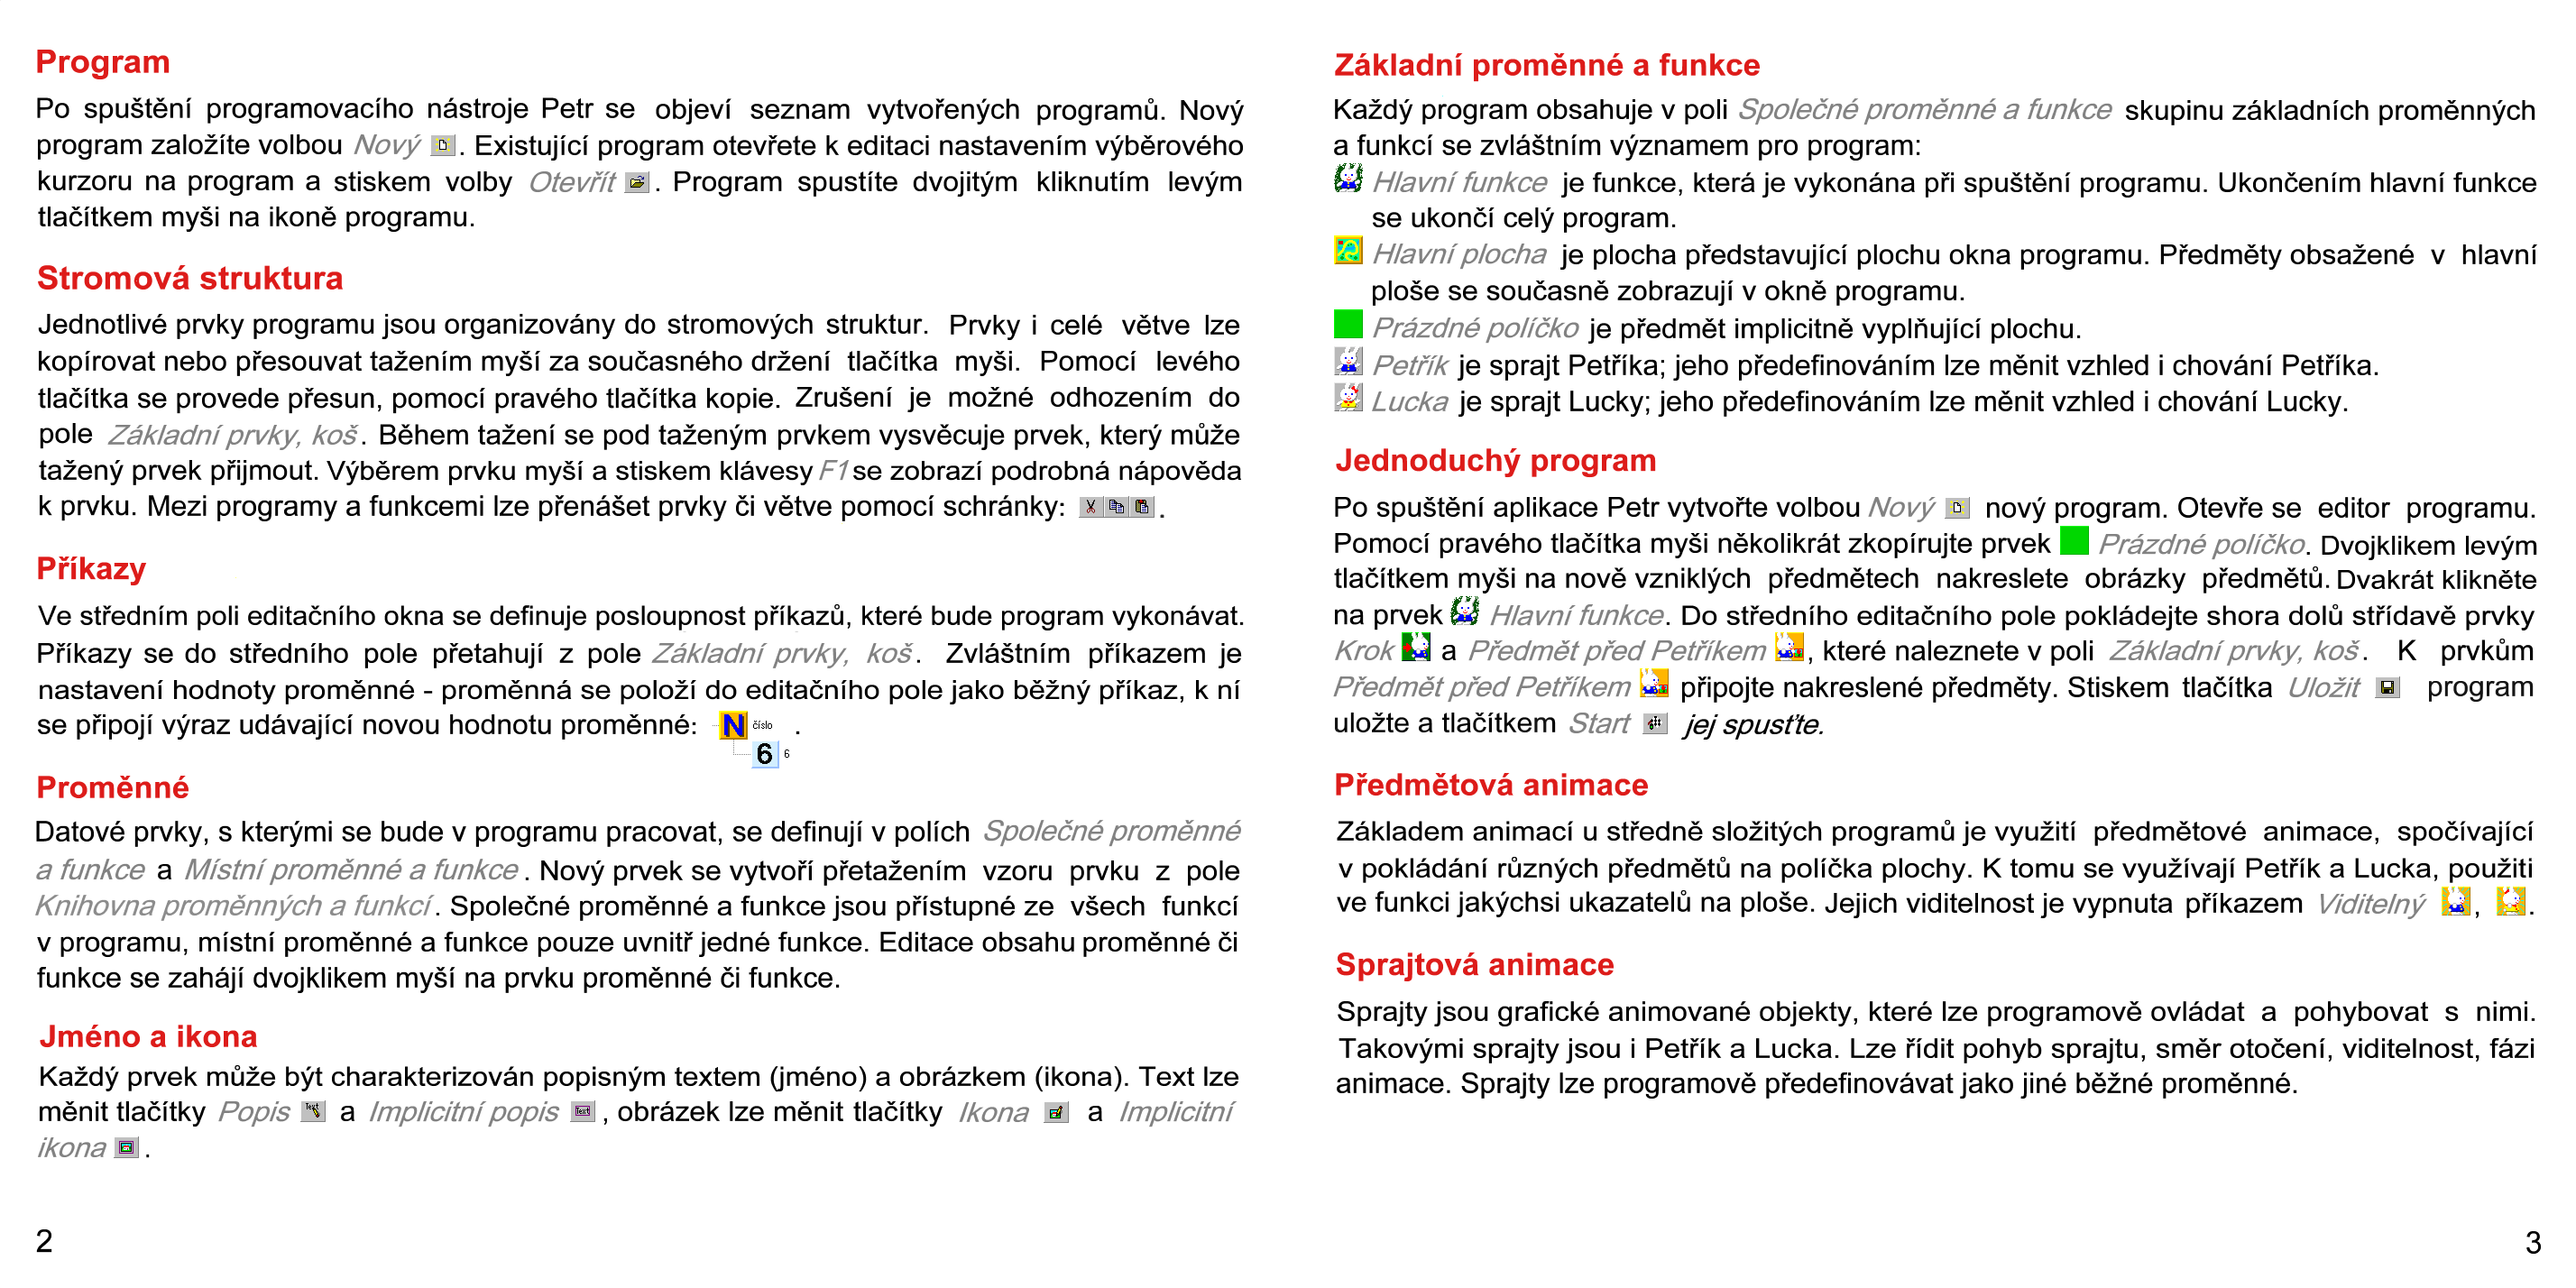 Program
Po spuštění programovacího nástroje Petr se objeví seznam vytvořených programů. Nový
program založíte volbou Nový . Existující program otevřete k editaci nastavením výběrového
kurzoru na program a stiskem volby Otevřít . Program spustíte dvojitým kliknutím levým
tlačítkem myši na ikoně programu.
Stromová struktura
Jednotlivé prvky programu jsou organizovány do stromových struktur. Prvky i celé větve lze
kopírovat nebo přesouvat tažením myší za současného držení tlačítka myši. Pomocí levého
tlačítka se provede přesun, pomocí pravého tlačítka kopie. Zrušení je možné odhozením do
pole Základní prvky, koš. Během tažení se pod taženým prvkem vysvěcuje prvek, který může
tažený prvek přijmout. Výběrem prvku myší a stiskem klávesy F1 se zobrazí podrobná nápověda
k prvku. Mezi programy a funkcemi lze přenášet prvky či větve pomocí schránky: .
Příkazy
Ve středním poli editačního okna se definuje posloupnost příkazů, které bude program vykonávat.
Příkazy se do středního pole přetahují z pole Základní prvky, koš. Zvláštním příkazem je
nastavení hodnoty proměnné - proměnná se položí do editačního pole jako běžný příkaz, k ní
se připojí výraz udávající novou hodnotu proměnné: N číslo .
6 6
Proměnné
Datové prvky, s kterými se bude v programu pracovat, se definují v polích Společné proměnné
a funkce a Místní proměnné a funkce . Nový prvek se vytvoří přetažením vzoru prvku z pole
Knihovna proměnných a funkcí. Společné proměnné a funkce jsou přístupné ze všech funkcí
v programu, místní proměnné a funkce pouze uvnitř jedné funkce. Editace obsahu proměnné či
funkce se zahájí dvojklikem myší na prvku proměnné či funkce.
Jméno a ikona
Každý prvek může být charakterizován popisným textem (jméno) a obrázkem (ikona). Text lze
měnit tlačítky Popis Text a Implicitní popis Text , obrázek lze měnit tlačítky Ikona a Implicitní
ikona .
2
Základní proměnné a funkce
Každý program obsahuje v poli Společné proměnné a funkce skupinu základních proměnných
a funkcí se zvláštním významem pro program:
Hlavní funkce je funkce, která je vykonána při spuštění programu. Ukončením hlavní funkce
se ukončí celý program.
Hlavní plocha je plocha představující plochu okna programu. Předměty obsažené v hlavní
ploše se současně zobrazují v okně programu.
Prázdné políčko je předmět implicitně vyplňující plochu.
Petřík je sprajt Petříka; jeho předefinováním lze měnit vzhled i chování Petříka.
Lucka je sprajt Lucky; jeho předefinováním lze měnit vzhled i chování Lucky.
Jednoduchý program
Po spuštění aplikace Petr vytvořte volbou Nový nový program. Otevře se editor programu.
Pomocí pravého tlačítka myši několikrát zkopírujte prvek Prázdné políčko. Dvojklikem levým
tlačítkem myši na nově vzniklých předmětech nakreslete obrázky předmětů. Dvakrát klikněte
na prvek Hlavní funkce. Do středního editačního pole pokládejte shora dolů střídavě prvky
Krok a Předmět před Petříkem , které naleznete v poli Základní prvky, koš. K prvkům
Předmět před Petříkem připojte nakreslené předměty. Stiskem tlačítka Uložit program
uložte a tlačítkem Start jej spusťte.
Předmětová animace
Základem animací u středně složitých programů je využití předmětové animace, spočívající
v pokládání různých předmětů na políčka plochy. K tomu se využívají Petřík a Lucka, použiti
ve funkci jakýchsi ukazatelů na ploše. Jejich viditelnost je vypnuta příkazem Viditelný , .
Sprajtová animace
Sprajty jsou grafické animované objekty, které lze programově ovládat a pohybovat s nimi.
Takovými sprajty jsou i Petřík a Lucka. Lze řídit pohyb sprajtu, směr otočení, viditelnost, fázi
animace. Sprajty lze programově předefinovávat jako jiné běžné proměnné.
3